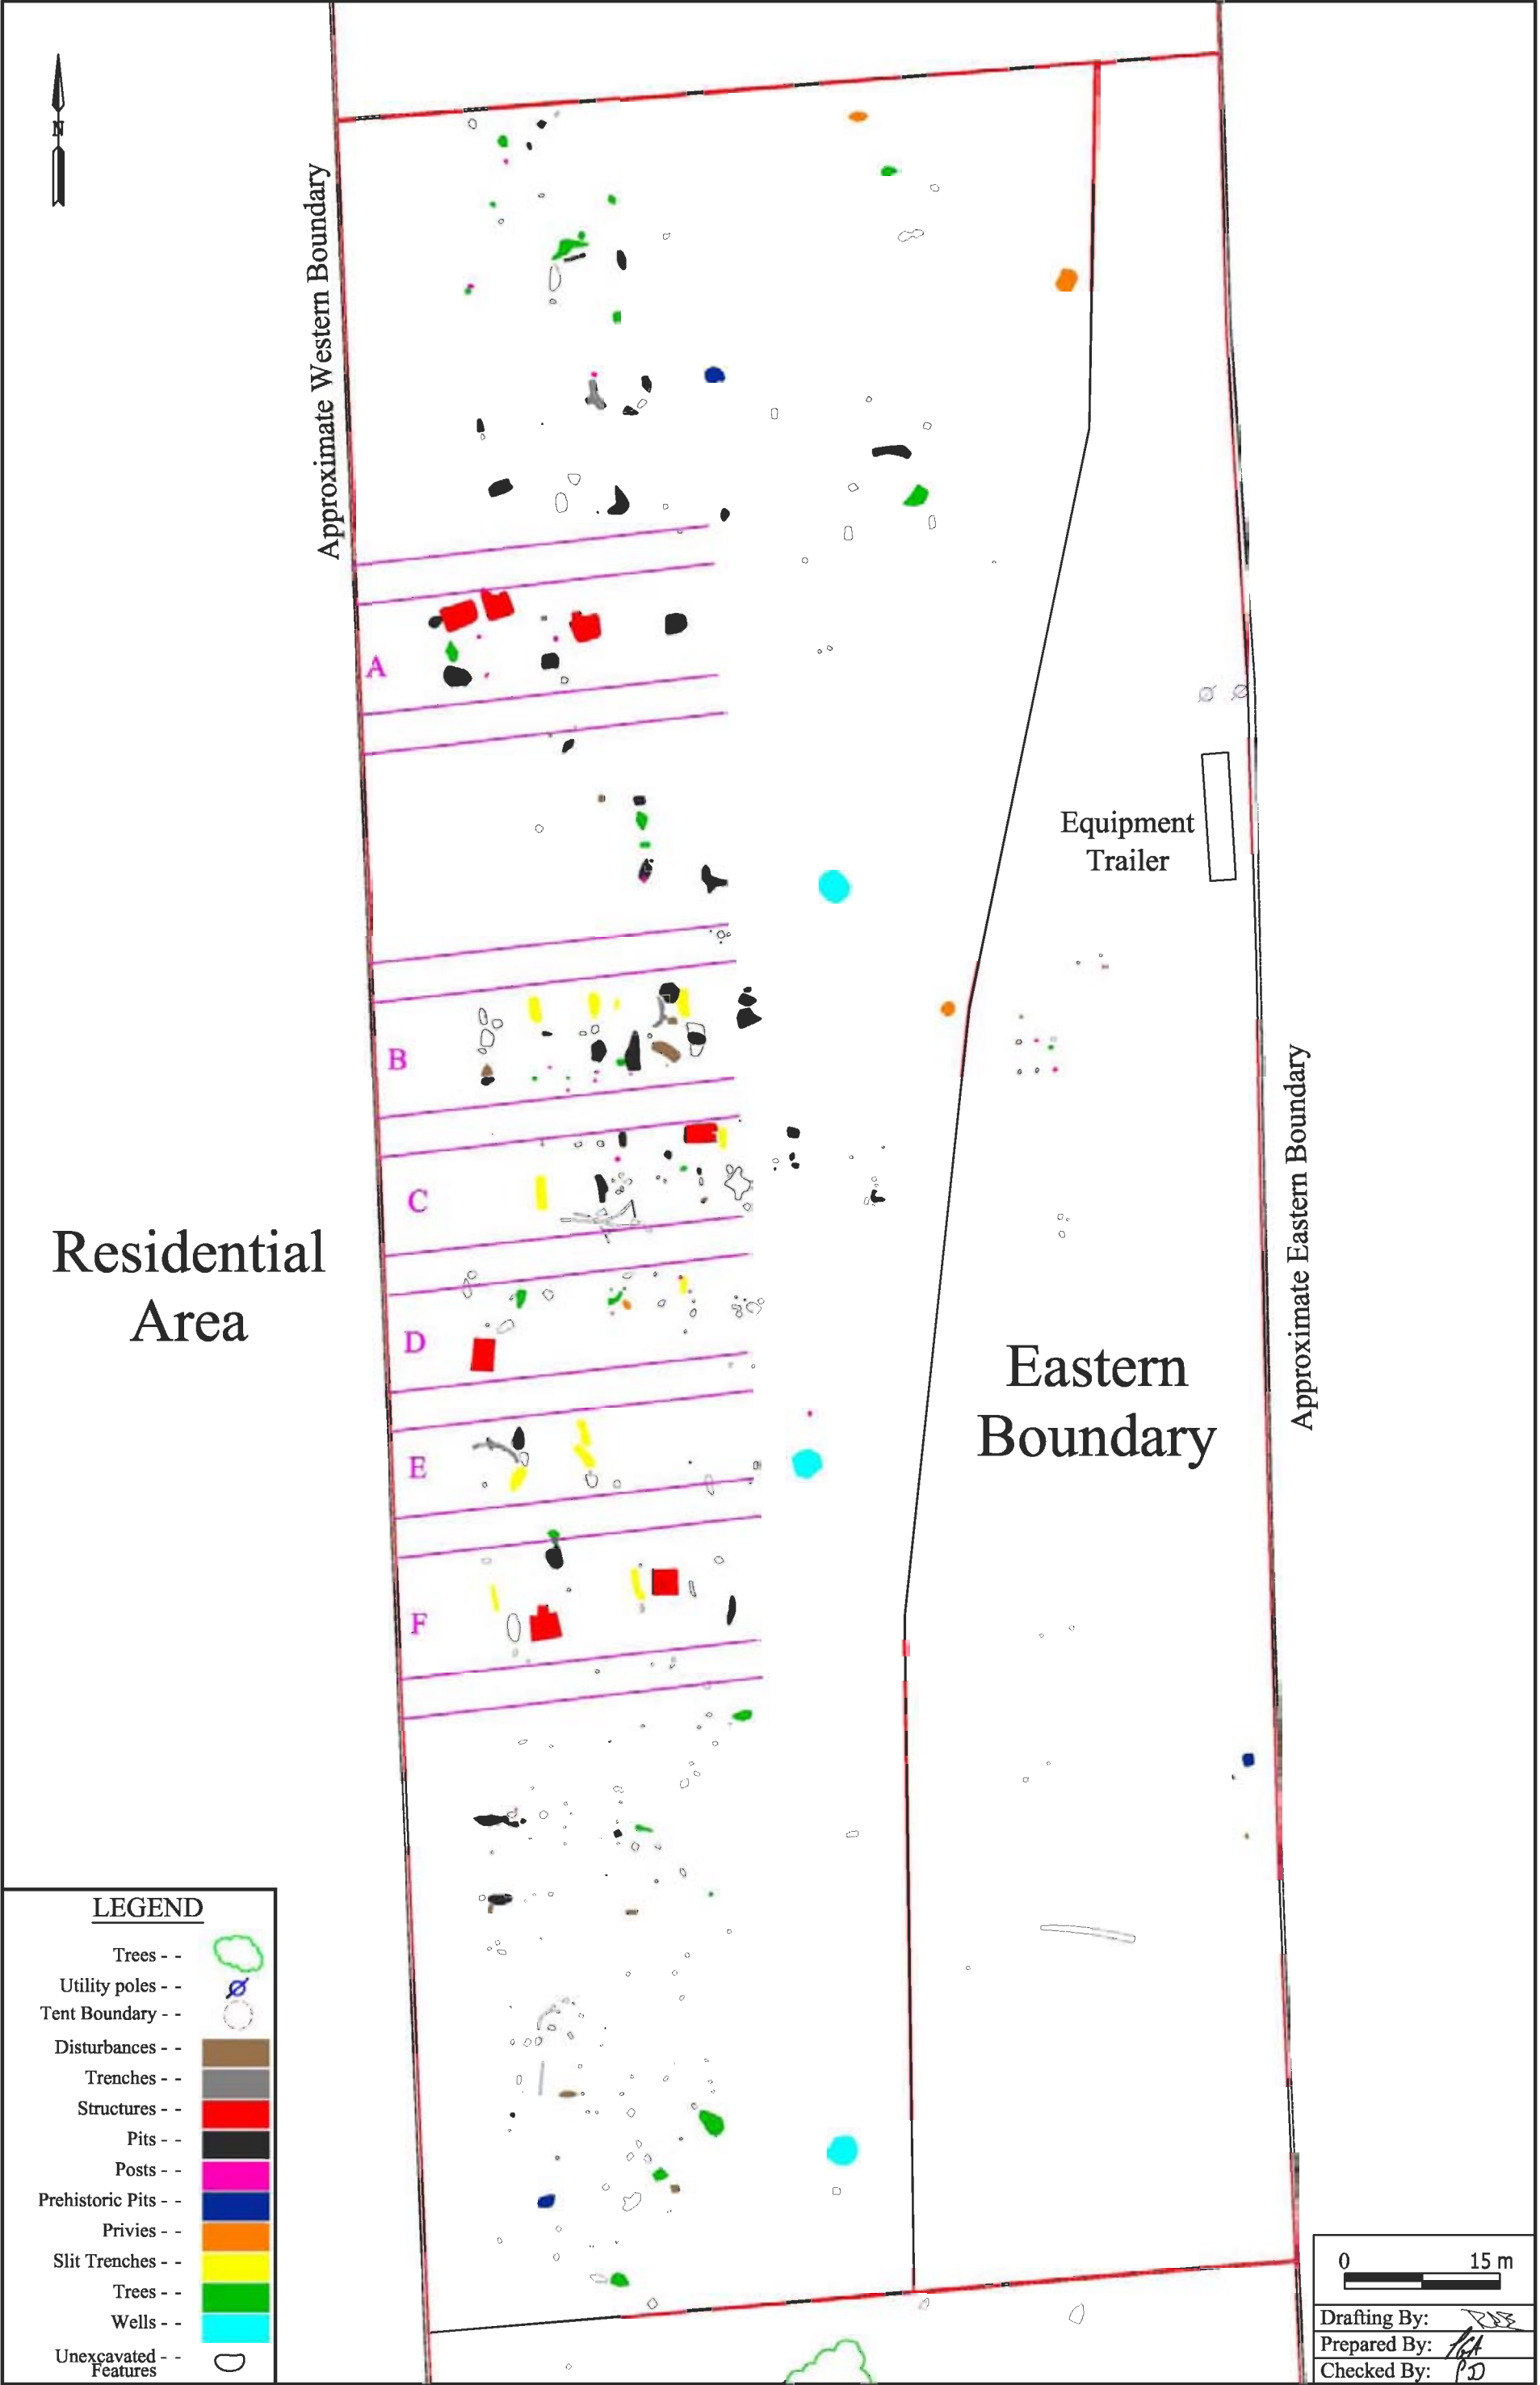 N
Approximate Western Boundary
A
Equipment
Trailer
B
Approximate Eastern Boundary
C
Residential
Area
D
Eastern
Boundary
E
F
LEGEND
Trees - -
Utility poles - -
Tent Boundary - -
Disturbances - -
Trenches - -
Structures - -
Pits - -
Posts - -
Prehistoric Pits - -
Privies - -
Slit Trenches - -
Trees - -
Wells - -
Unexcavated - -
Features
0 15 m
Drafting By:
Prepared By:
Checked By: PD